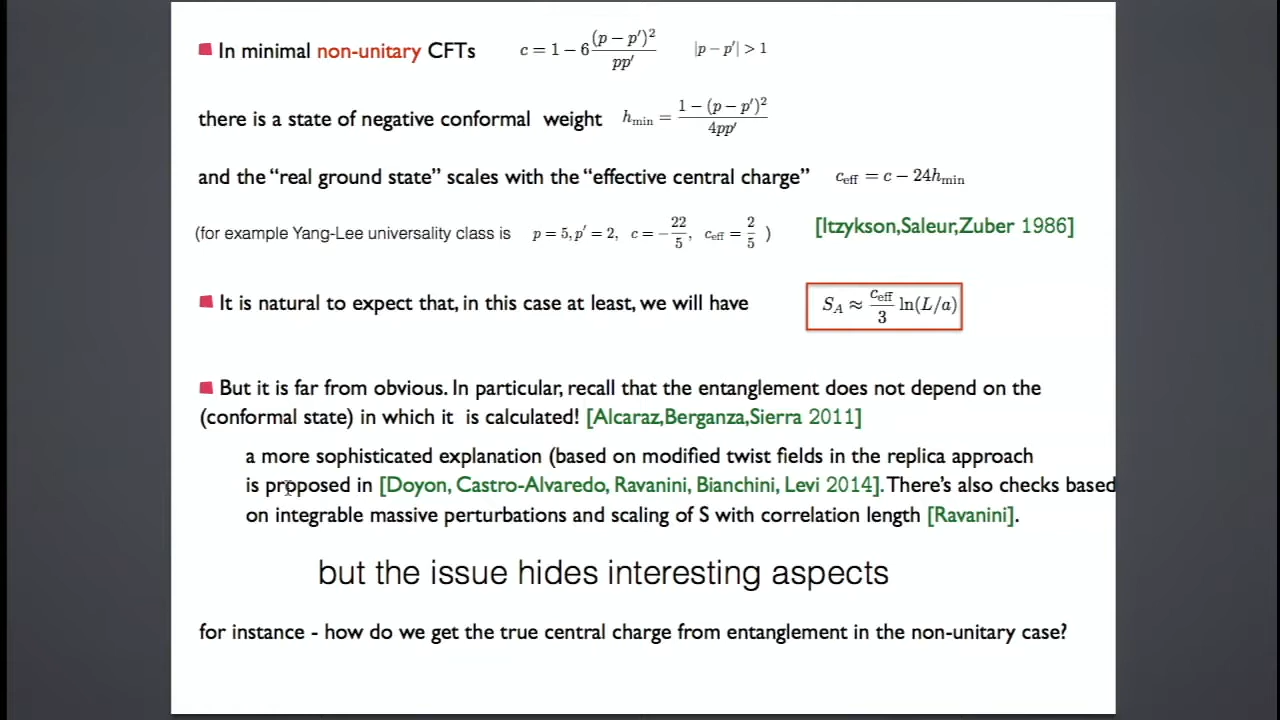 In minimal non-unitary CFTs c = 1 − 6 (p − p′)² / pp′ |p − p′| > 1
there is a state of negative conformal weight h_min = 1 − (p − p′)² / 4pp′
and the “real ground state” scales with the “effective central charge” c_eff = c − 24h_min
(for example Yang-Lee universality class is p = 5, p′ = 2, c = −22/5, c_eff = 2/5 ) [Itzykson,Saleur,Zuber 1986]
It is natural to expect that, in this case at least, we will have S_A ≈ c_eff/3 ln(L/a)
But it is far from obvious. In particular, recall that the entanglement does not depend on the
(conformal state) in which it is calculated! [Alcaraz,Berganza,Sierra 2011]
a more sophisticated explanation (based on modified twist fields in the replica approach
is proposed in [Doyon, Castro-Alvaredo, Ravanini, Bianchini, Levi 2014]. There’s also checks based
on integrable massive perturbations and scaling of S with correlation length [Ravanini].
but the issue hides interesting aspects
for instance - how do we get the true central charge from entanglement in the non-unitary case?